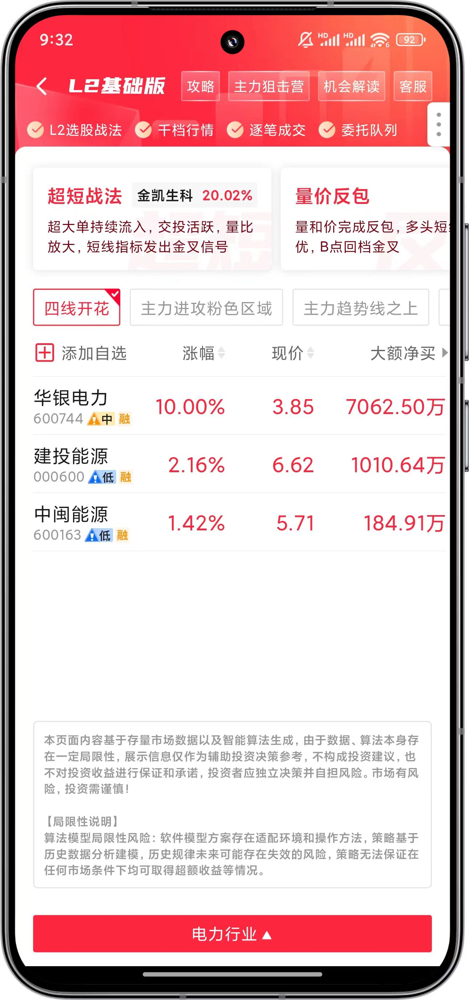 9:32
HD HD 6 92
L2基础版 攻略 主力狙击营 机会解读 客服
L2选股战法 千档行情 逐笔成交 委托队列
超短战法 金凯生科 20.02%
超大单持续流入，交投活跃，量比
放大，短线指标发出金叉信号
量价反包
量和价完成反包，多头短
优，B点回档金叉
四线开花 主力进攻粉色区域 主力趋势线之上
添加自选 涨幅 现价 大额净买
华银电力 10.00% 3.85 7062.50万
600744 中 融
建投能源 2.16% 6.62 1010.64万
000600 低 融
中闽能源 1.42% 5.71 184.91万
600163 低 融
本页面内容基于存量市场数据以及智能算法生成，由于数据、算法本身存
在一定局限性，展示信息仅作为辅助投资决策参考，不构成投资建议，也
不对投资收益进行保证和承诺，投资者应独立决策并自担风险。市场有风
险，投资需谨慎！
【局限性说明】
算法模型局限性风险：软件模型方案存在适配环境和操作方法，策略基于
历史数据分析建模，历史规律未来可能存在失效的风险，策略无法保证在
任何市场条件下均可取得超额收益等情况。
电力行业